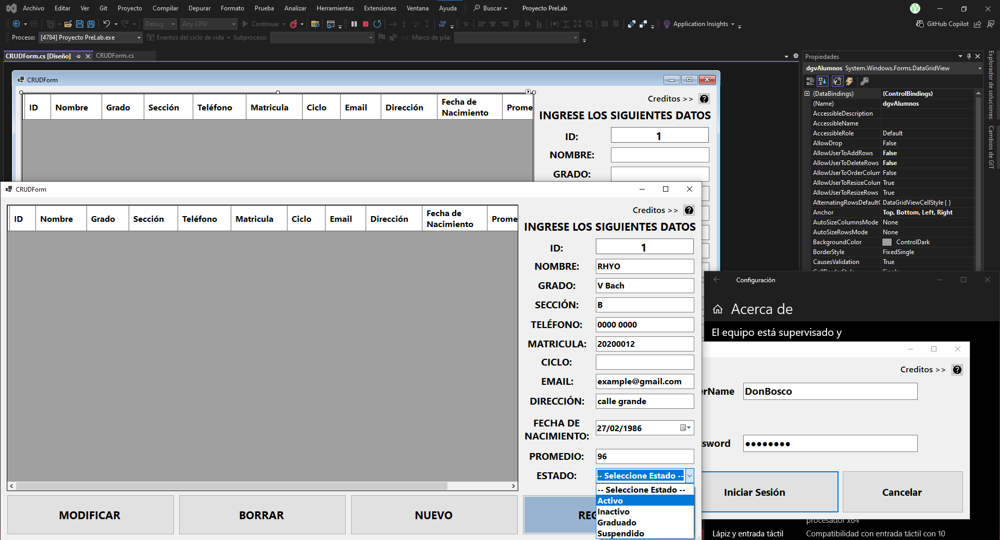 Archivo Editar Ver Git Proyecto Compilar Depurar Formato Prueba Analizar Herramientas Extensiones Ventana Ayuda Buscar Proyecto PreLab
Debug Any CPU Continuar Application Insights GitHub Copilot
Proceso: [4784] Proyecto PreLab.exe Eventos del ciclo de vida Subproceso: Marco de pila:
CRUDForm.cs [Diseño] CRUDForm.cs
CRUDForm
ID Nombre Grado Sección Teléfono Matricula Ciclo Email Dirección Fecha de Nacimiento Prome
Creditos >>
INGRESE LOS SIGUIENTES DATOS
ID: 1
NOMBRE:
GRADO:
Propiedades
dgvAlumnos System.Windows.Forms.DataGridView
(DataBindings) (ControlBindings)
(Name) dgvAlumnos
AccessibleDescription
AccessibleName
AccessibleRole Default
AllowDrop False
AllowUserToAddRows False
AllowUserToDeleteRows False
AllowUserToOrderColum False
AllowUserToResizeColum True
AllowUserToResizeRows True
AlternatingRowsDefaultC DataGridViewCellStyle { }
Anchor Top, Bottom, Left, Right
AutoSizeColumnsMode None
AutoSizeRowsMode None
BackgroundColor ControlDark
BorderStyle FixedSingle
CausesValidation True
Explorador de soluciones
Cambios de GIT
CRUDForm
ID Nombre Grado Sección Teléfono Matricula Ciclo Email Dirección Fecha de Nacimiento Prome
Creditos >>
INGRESE LOS SIGUIENTES DATOS
ID: 1
NOMBRE: RHYO
GRADO: V Bach
SECCIÓN: B
TELÉFONO: 0000 0000
MATRICULA: 20200012
CICLO:
EMAIL: example@gmail.com
DIRECCIÓN: calle grande
FECHA DE
NACIMIENTO: 27/02/1986
PROMEDIO: 96
ESTADO: -- Seleccione Estado --
-- Seleccione Estado --
Activo
Inactivo
Graduado
Suspendido
MODIFICAR BORRAR NUEVO REG
Configuración
Acerca de
El equipo está supervisado y
Creditos >>
erName DonBosco
sword ●●●●●●●●
Iniciar Sesión Cancelar
procesador x64
Lápiz y entrada táctil Compatibilidad con entrada táctil con 10